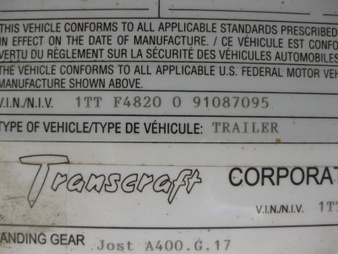 THIS VEHICLE CONFORMS TO ALL APPLICABLE STANDARDS PRESCRIBED
IN EFFECT ON THE DATE OF MANUFACTURE. / CE VÉHICULE EST CONFO
VERTU DU RÈGLEMENT SUR LA SÉCURITÉ DES VÉHICULES AUTOMOBILES
THE VEHICLE CONFORMS TO ALL APPLICABLE U.S. FEDERAL MOTOR VEH
MANUFACTURE SHOWN ABOVE.
V.I.N./N.I.V. 1TT F4820 0 91087095
TYPE OF VEHICLE/TYPE DE VÉHICULE: TRAILER
Transcraft CORPORAT
V.I.N./N.I.V. 1T
ANDING GEAR Jost A400.G.17